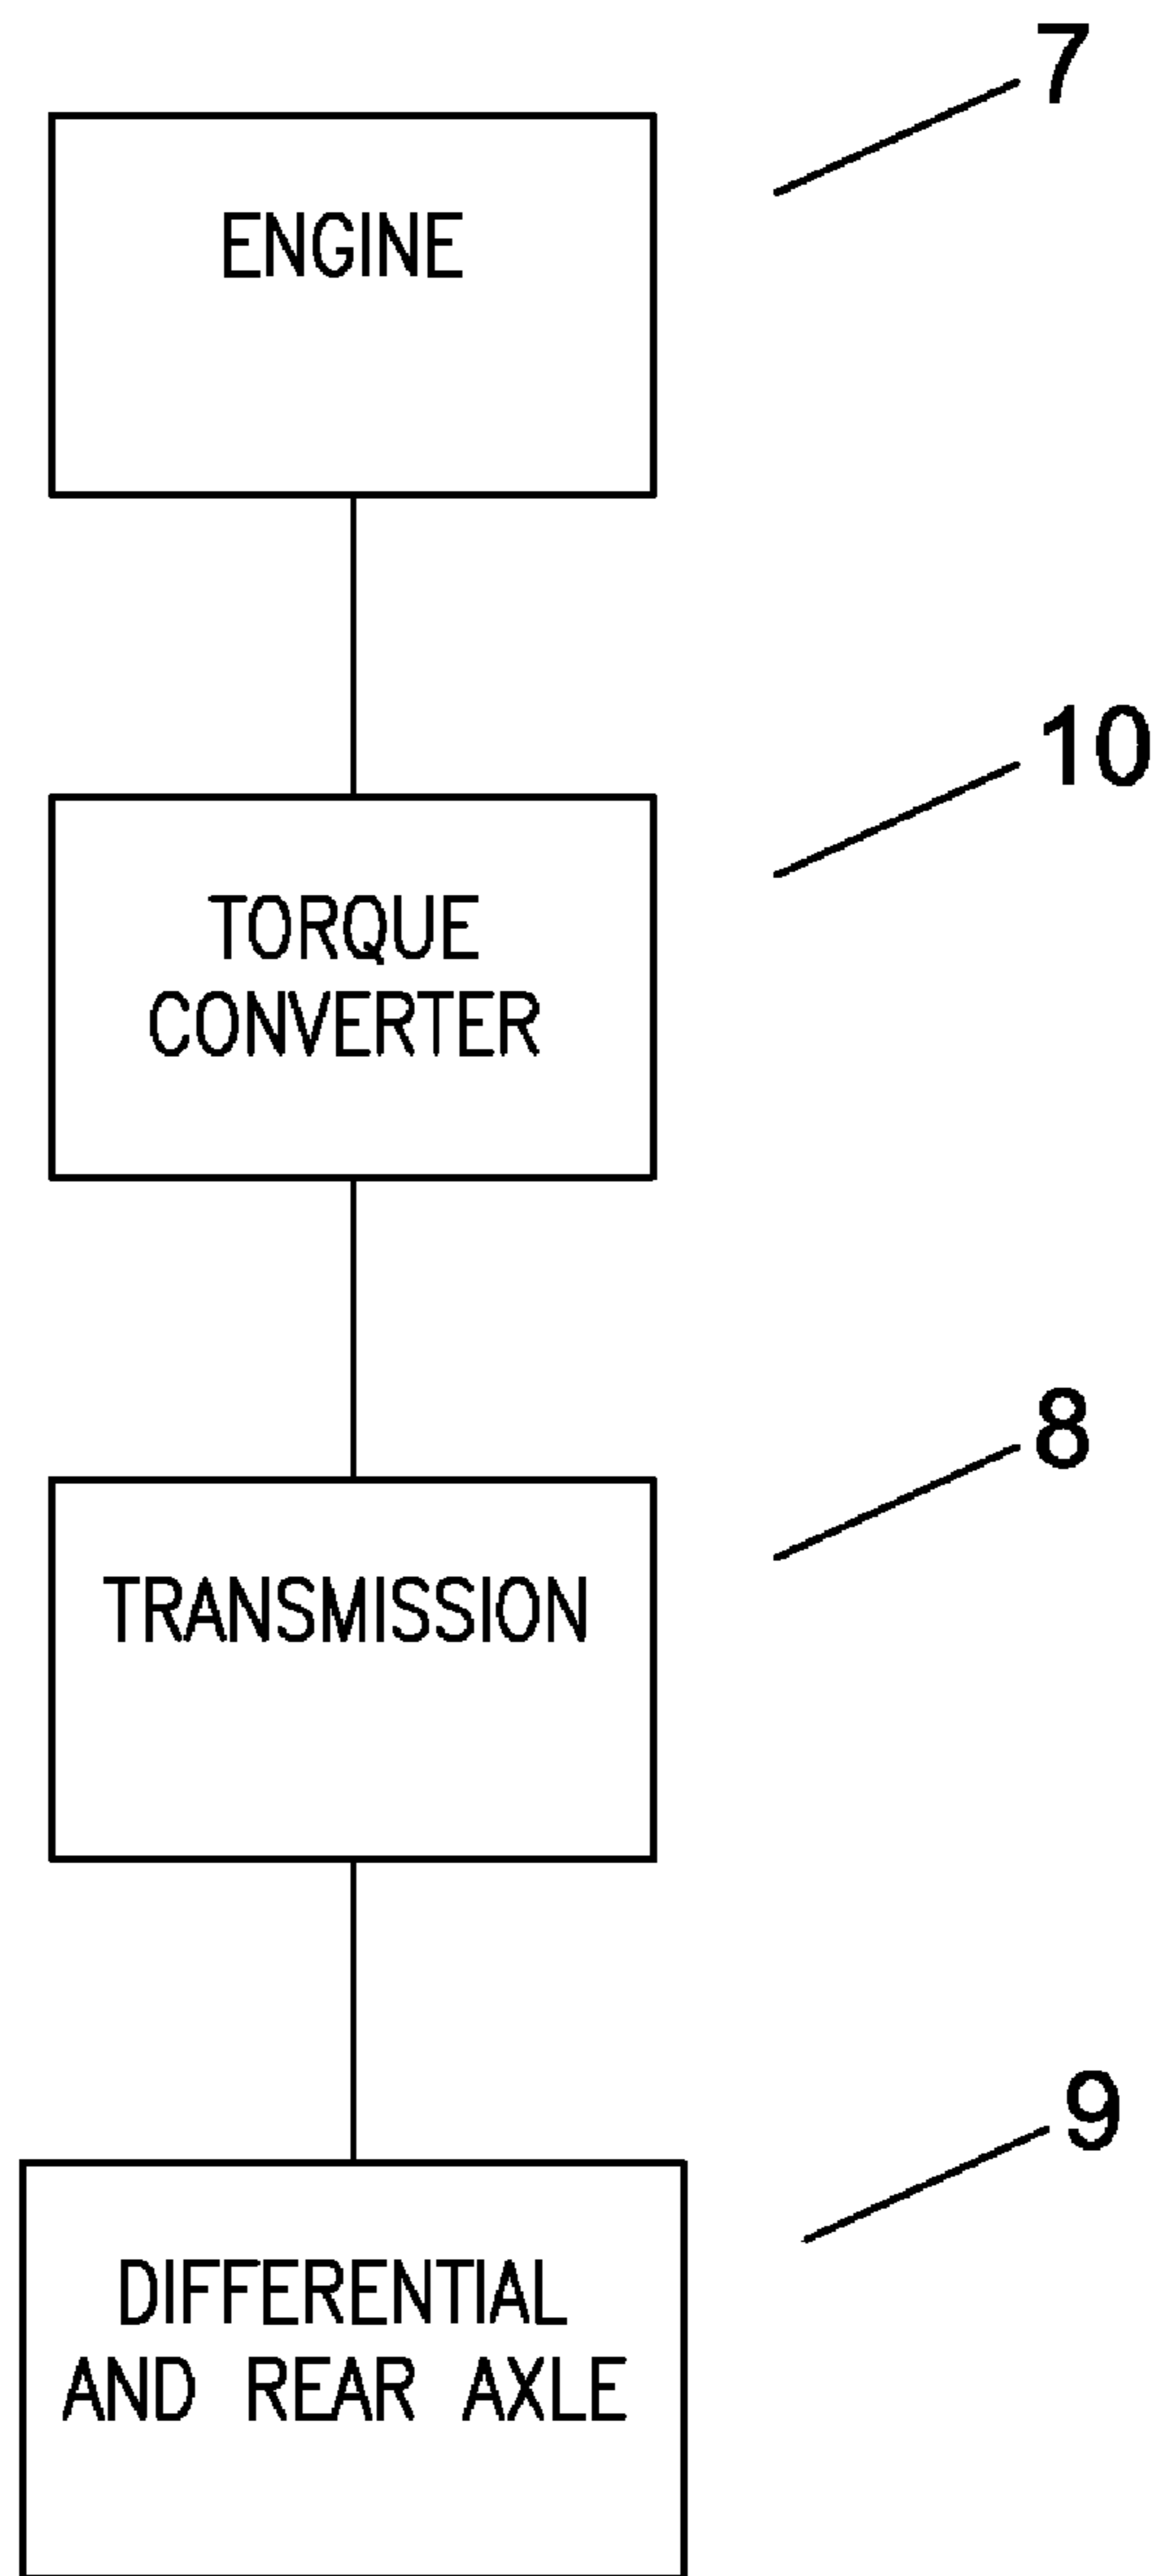 7
ENGINE
10
TORQUE
CONVERTER
8
TRANSMISSION
9
DIFFERENTIAL
AND REAR AXLE